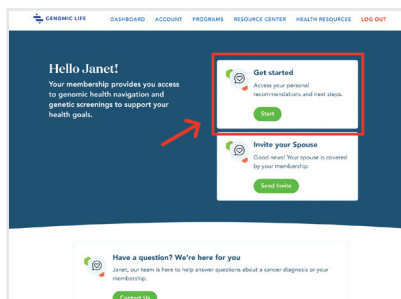 GENOMIC LIFE
DASHBOARD ACCOUNT PROGRAMS RESOURCE CENTER HEALTH RESOURCES LOG OUT
Hello Janet!
Your membership provides you access
to genomic health navigation and
genetic screenings to support your
health goals.
Get started
Access your personal
recommendations and next steps.
Start
Invite your Spouse
Good news! Your spouse is covered
by your membership.
Send Invite
Have a question? We're here for you
Janet, our team is here to help answer questions about a cancer diagnosis or your
membership.
Contact Us